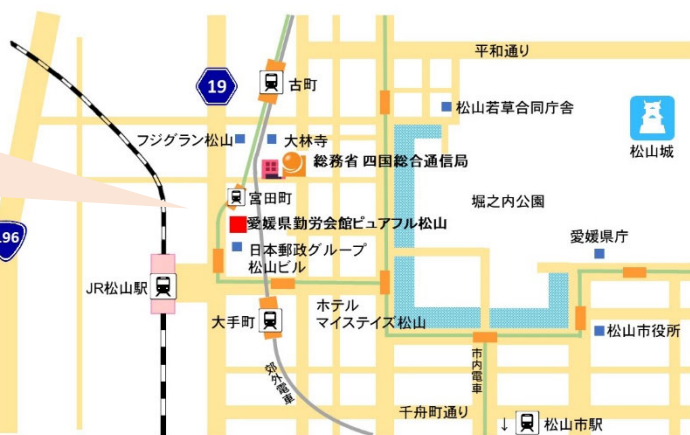 平和通り
19
古町
松山若草合同庁舎
松山城
フジグラン松山
大林寺
総務省 四国総合通信局
宮田町
堀之内公園
愛媛県勤労会館ピュアフル松山
196
日本郵政グループ
松山ビル
愛媛県庁
JR松山駅
ホテル
マイステイズ松山
大手町
松山市役所
市内電車
郊外電車
千舟町通り
↓
松山市駅